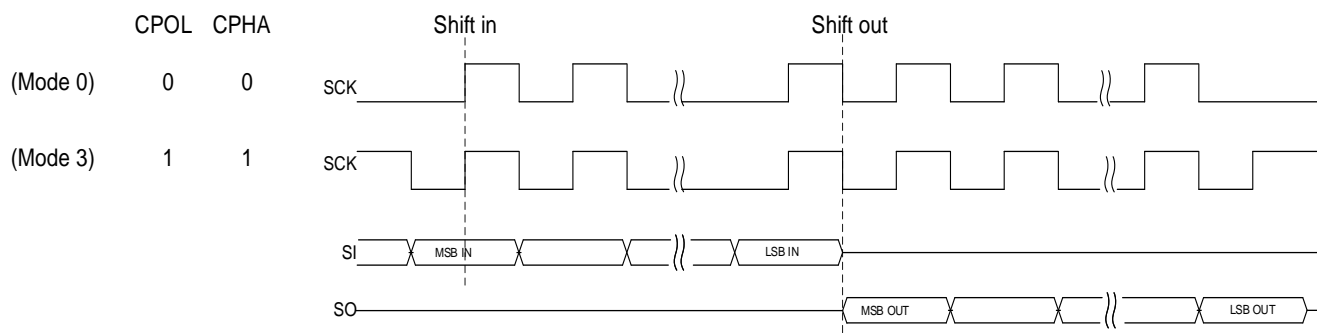 CPOL CPHA Shift in Shift out
(Mode 0) 0 0 SCK
(Mode 3) 1 1 SCK
SI MSB IN LSB IN
SO MSB OUT LSB OUT